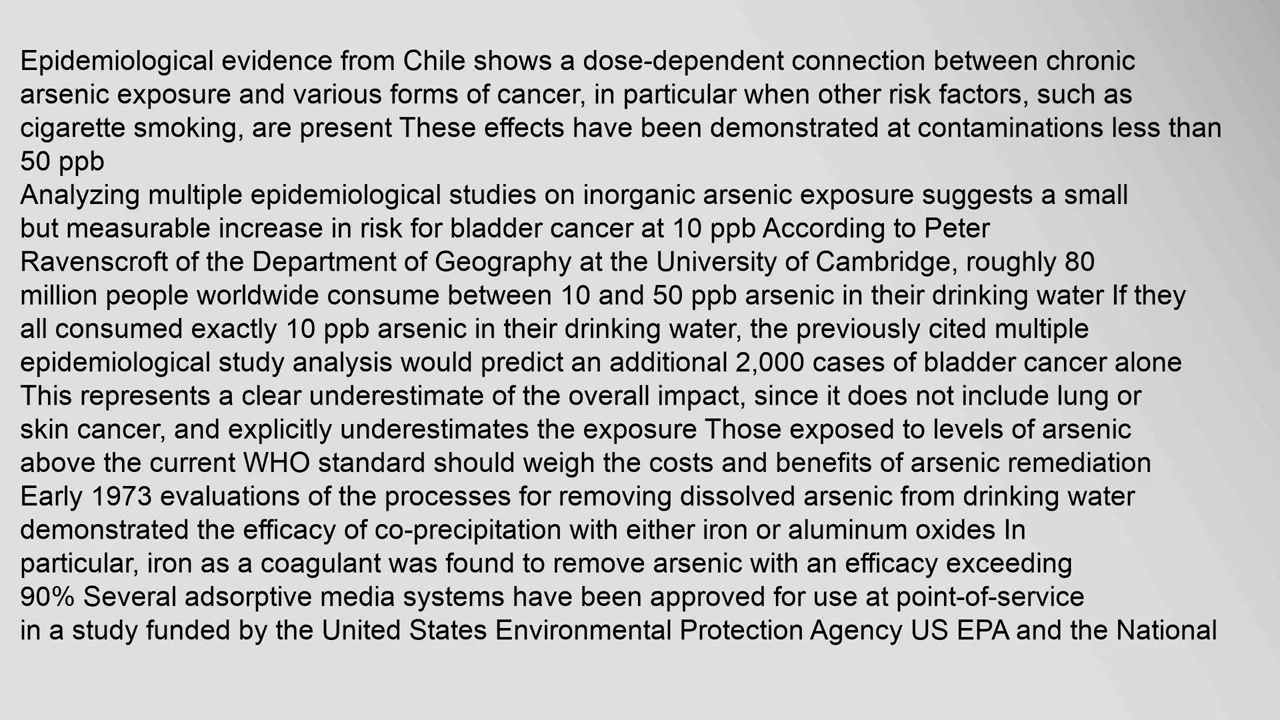 Epidemiological evidence from Chile shows a dose-dependent connection between chronic
arsenic exposure and various forms of cancer, in particular when other risk factors, such as
cigarette smoking, are present These effects have been demonstrated at contaminations less than
50 ppb
Analyzing multiple epidemiological studies on inorganic arsenic exposure suggests a small
but measurable increase in risk for bladder cancer at 10 ppb According to Peter
Ravenscroft of the Department of Geography at the University of Cambridge, roughly 80
million people worldwide consume between 10 and 50 ppb arsenic in their drinking water If they
all consumed exactly 10 ppb arsenic in their drinking water, the previously cited multiple
epidemiological study analysis would predict an additional 2,000 cases of bladder cancer alone
This represents a clear underestimate of the overall impact, since it does not include lung or
skin cancer, and explicitly underestimates the exposure Those exposed to levels of arsenic
above the current WHO standard should weigh the costs and benefits of arsenic remediation
Early 1973 evaluations of the processes for removing dissolved arsenic from drinking water
demonstrated the efficacy of co-precipitation with either iron or aluminum oxides In
particular, iron as a coagulant was found to remove arsenic with an efficacy exceeding
90% Several adsorptive media systems have been approved for use at point-of-service
in a study funded by the United States Environmental Protection Agency US EPA and the National